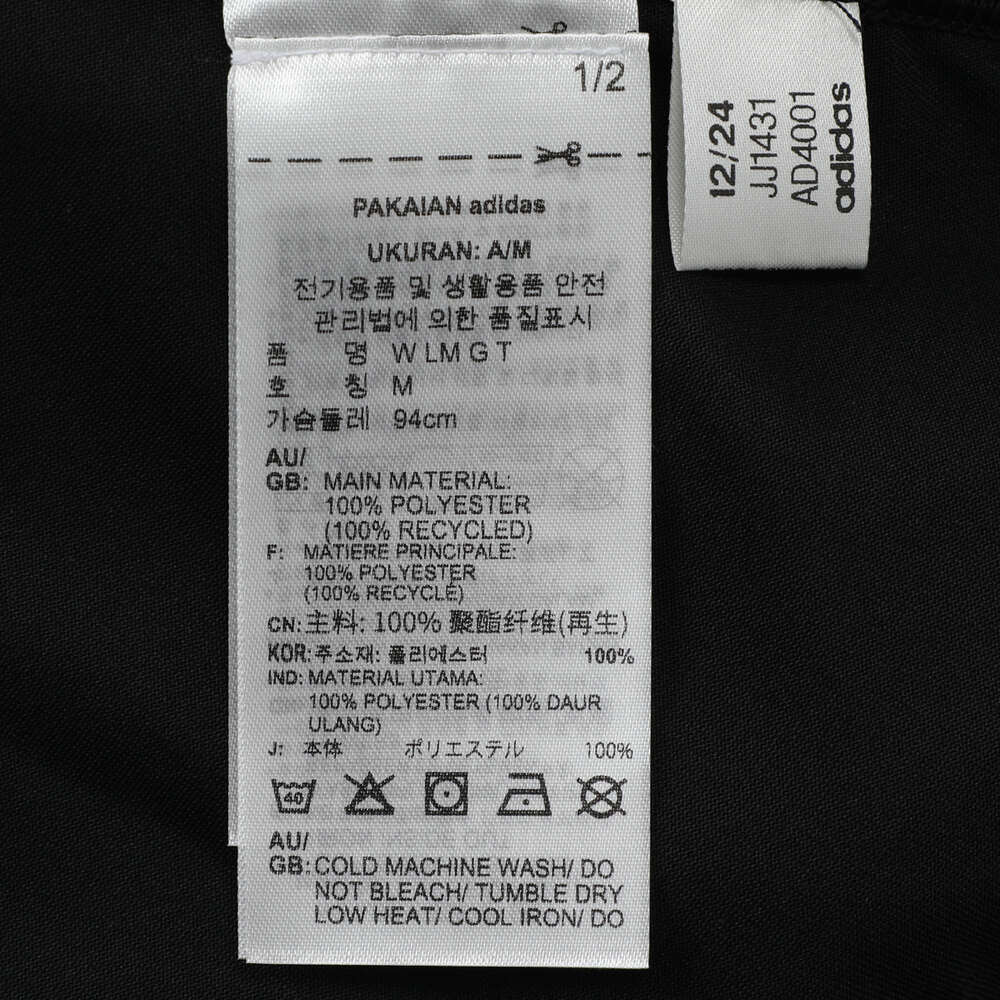 1/2
PAKAIAN adidas
UKURAN: A/M
전기용품 및 생활용품 안전
관리법에 의한 품질표시
품 명 W LM G T
호 칭 M
가슴둘레 94cm
AU/
GB: MAIN MATERIAL:
100% POLYESTER
(100% RECYCLED)
F: MATIERE PRINCIPALE:
100% POLYESTER
(100% RECYCLÉ)
CN: 主料: 100% 聚酯纤维(再生)
KOR: 주소재: 폴리에스터 100%
IND: MATERIAL UTAMA:
100% POLYESTER (100% DAUR
ULANG)
J: 本体 ポリエステル 100%
40
AU/
GB: COLD MACHINE WASH/ DO
NOT BLEACH/ TUMBLE DRY
LOW HEAT/ COOL IRON/ DO
12/24
JJ1431
AD4001
adidas